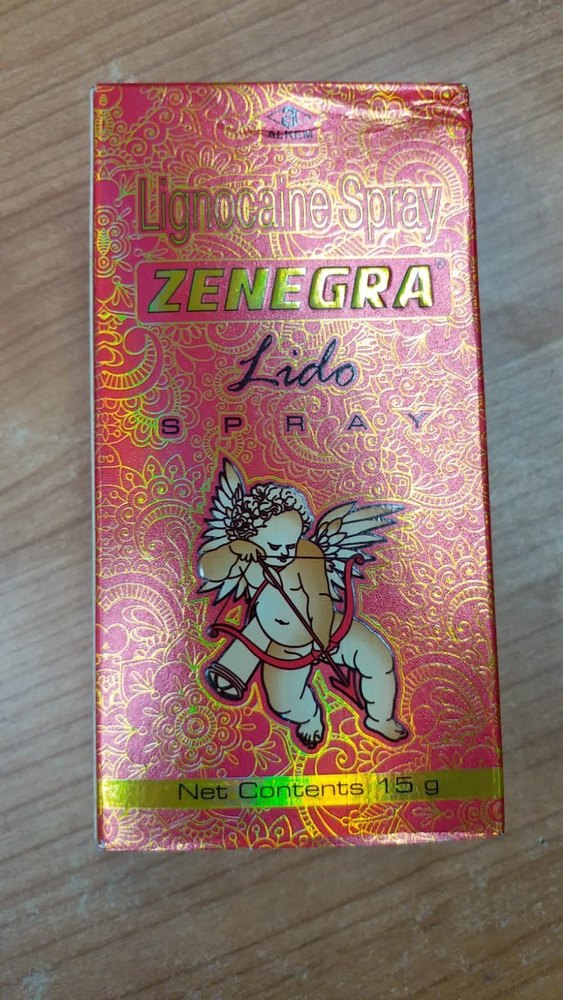 ALKEM
Lignocaine Spray
ZENEGRA®
Lido
SPRAY
Net Contents 15 g